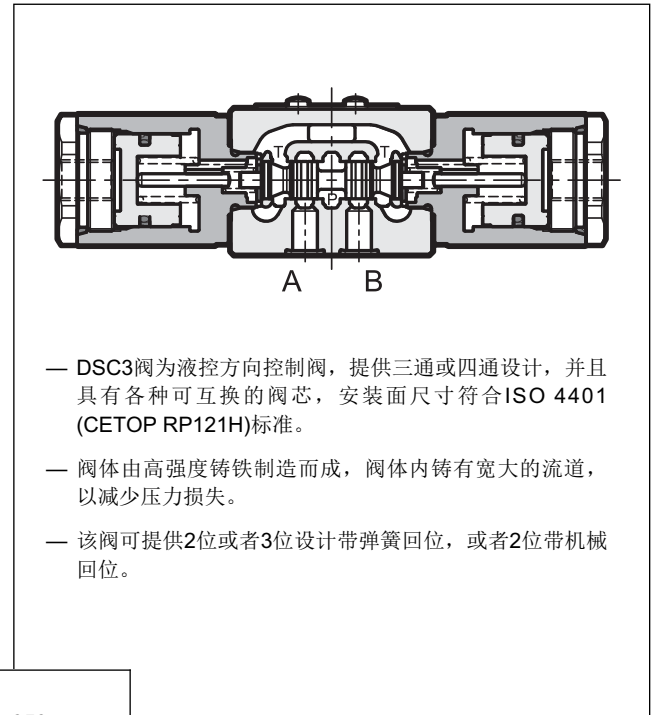 T T
P
A B
— DSC3阀为液控方向控制阀，提供三通或四通设计，并且
具有各种可互换的阀芯，安装面尺寸符合ISO 4401
(CETOP RP121H)标准。
— 阀体由高强度铸铁制造而成，阀体内铸有宽大的流道，
以减少压力损失。
— 该阀可提供2位或者3位设计带弹簧回位，或者2位带机械
回位。